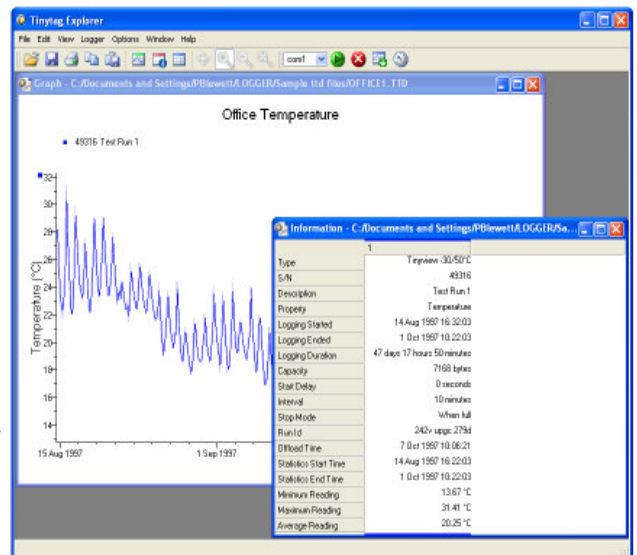 Tinytag Explorer
File Edit View Logger Options Window Help
com1
Graph - C:/Documents and Settings/PBlewett/LOGGER/Sample ttd files/OFFICE1.TTD
Office Temperature
49316 Test Run 1
Temperature (°C)
32
30
28
26
24
22
20
18
16
14
15 Aug 1997 1 Sep 1997
Information - C:/Documents and Settings/PBlewett/LOGGER/Sa...
1
Type Tinyview -30/50°C
S/N 49316
Description Test Run 1
Property Temperature
Logging Started 14 Aug 1997 16:32:03
Logging Ended 1 Oct 1997 10:22:03
Logging Duration 47 days 17 hours 50 minutes
Capacity 7168 bytes
Start Delay 0 seconds
Interval 10 minutes
Stop Mode When full
Run Id 242v upgc 279d
Offload Time 7 Oct 1997 10:06:21
Statistics Start Time 14 Aug 1997 16:22:03
Statistics End Time 1 Oct 1997 10:22:03
Minimum Reading 13.67 °C
Maximum Reading 31.41 °C
Average Reading 20.25 °C